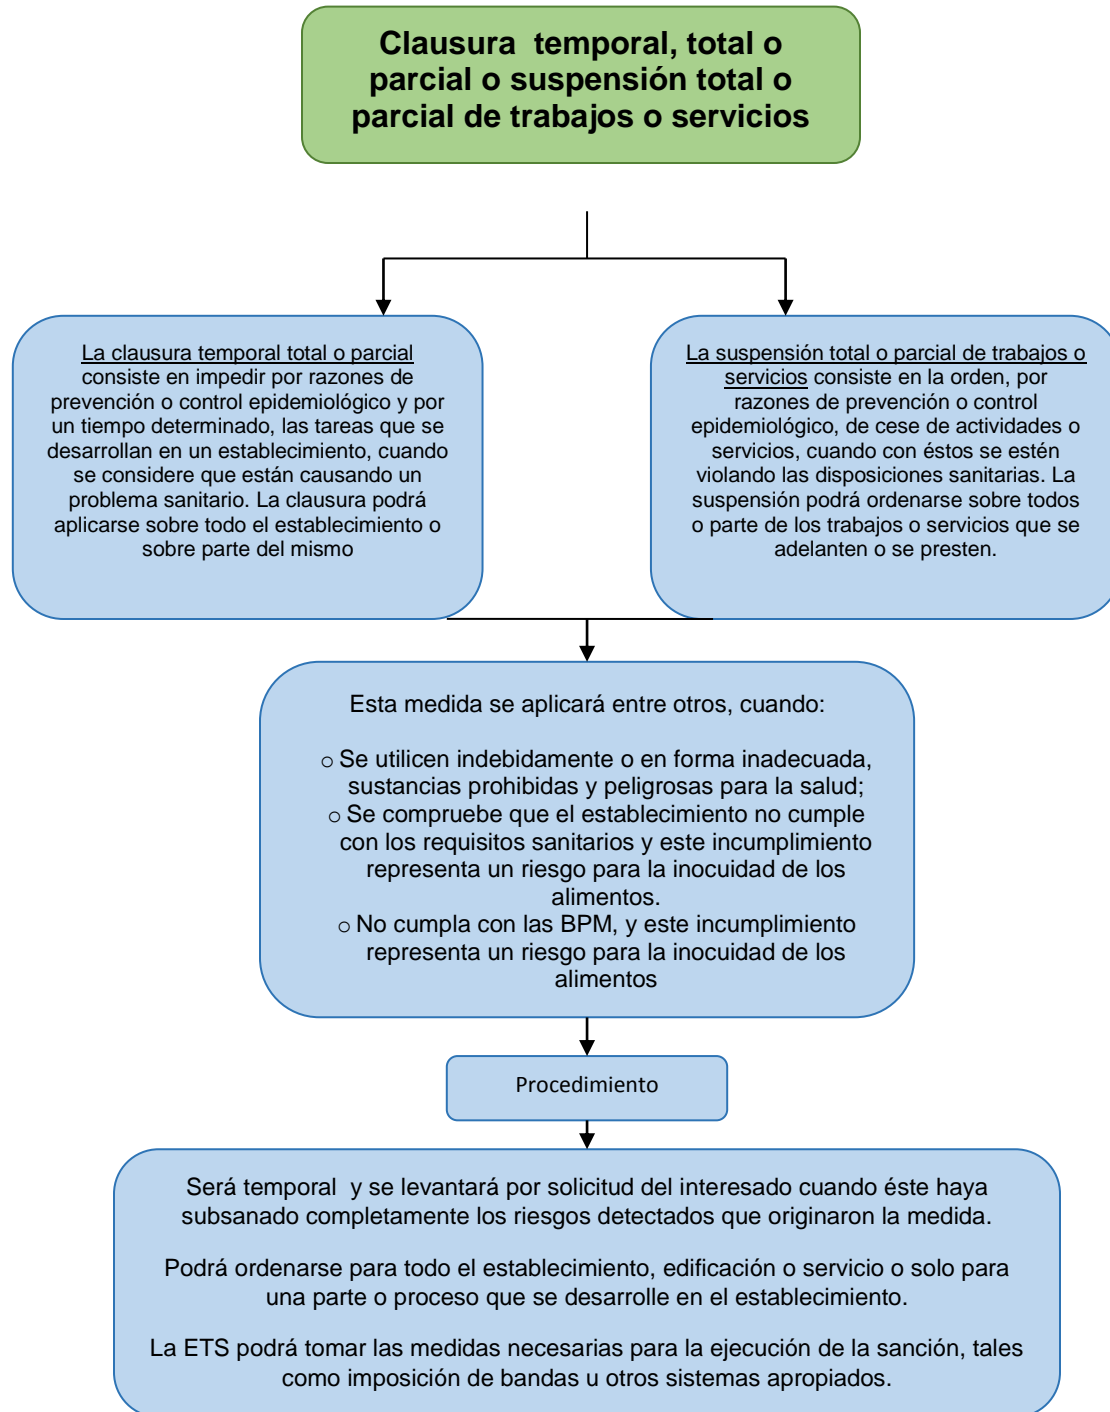 Clausura  temporal, total o
parcial o suspensión total o
parcial de trabajos o servicios
La clausura temporal total o parcial
consiste en impedir por razones de
prevención o control epidemiológico y por
un tiempo determinado, las tareas que se
desarrollan en un establecimiento, cuando
se considere que están causando un
problema sanitario. La clausura podrá
aplicarse sobre todo el establecimiento o
sobre parte del mismo
La suspensión total o parcial de trabajos o
servicios consiste en la orden, por
razones de prevención o control
epidemiológico, de cese de actividades o
servicios, cuando con éstos se estén
violando las disposiciones sanitarias. La
suspensión podrá ordenarse sobre todos
o parte de los trabajos o servicios que se
adelanten o se presten.
Esta medida se aplicará entre otros, cuando:
o Se utilicen indebidamente o en forma inadecuada,
sustancias prohibidas y peligrosas para la salud;
o Se compruebe que el establecimiento no cumple
con los requisitos sanitarios y este incumplimiento
representa un riesgo para la inocuidad de los
alimentos.
o No cumpla con las BPM, y este incumplimiento
representa un riesgo para la inocuidad de los
alimentos
Procedimiento
Será temporal  y se levantará por solicitud del interesado cuando éste haya
subsanado completamente los riesgos detectados que originaron la medida.
Podrá ordenarse para todo el establecimiento, edificación o servicio o solo para
una parte o proceso que se desarrolle en el establecimiento.
La ETS podrá tomar las medidas necesarias para la ejecución de la sanción, tales
como imposición de bandas u otros sistemas apropiados.